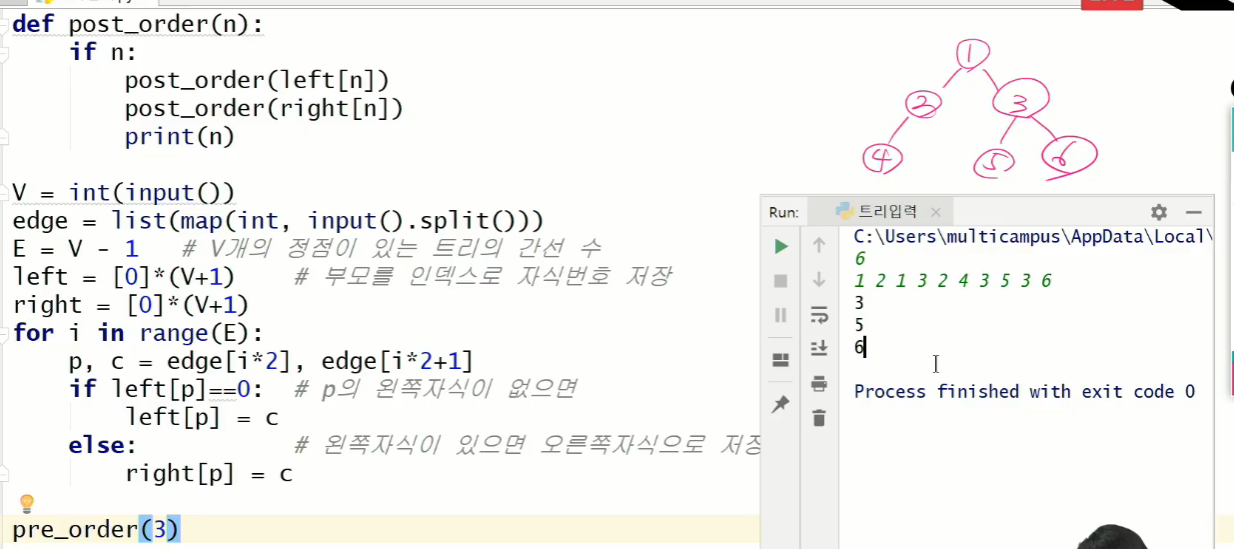 def post_order(n):
    if n:
        post_order(left[n])
        post_order(right[n])
        print(n)
V = int(input())
edge = list(map(int, input().split()))
E = V - 1   # V개의 정점이 있는 트리의 간선 수
left = [0]*(V+1)    # 부모를 인덱스로 자식번호 저장
right = [0]*(V+1)
for i in range(E):
    p, c = edge[i*2], edge[i*2+1]
    if left[p]==0:  # p의 왼쪽자식이 없으면
        left[p] = c
    else:           # 왼쪽자식이 있으면 오른쪽자식으로 저장
        right[p] = c
pre_order(3)
1
2 3
4 5 6
Run: 트리입력
C:\Users\multicampus\AppData\Local\
6
1 2 1 3 2 4 3 5 3 6
3
5
6
Process finished with exit code 0